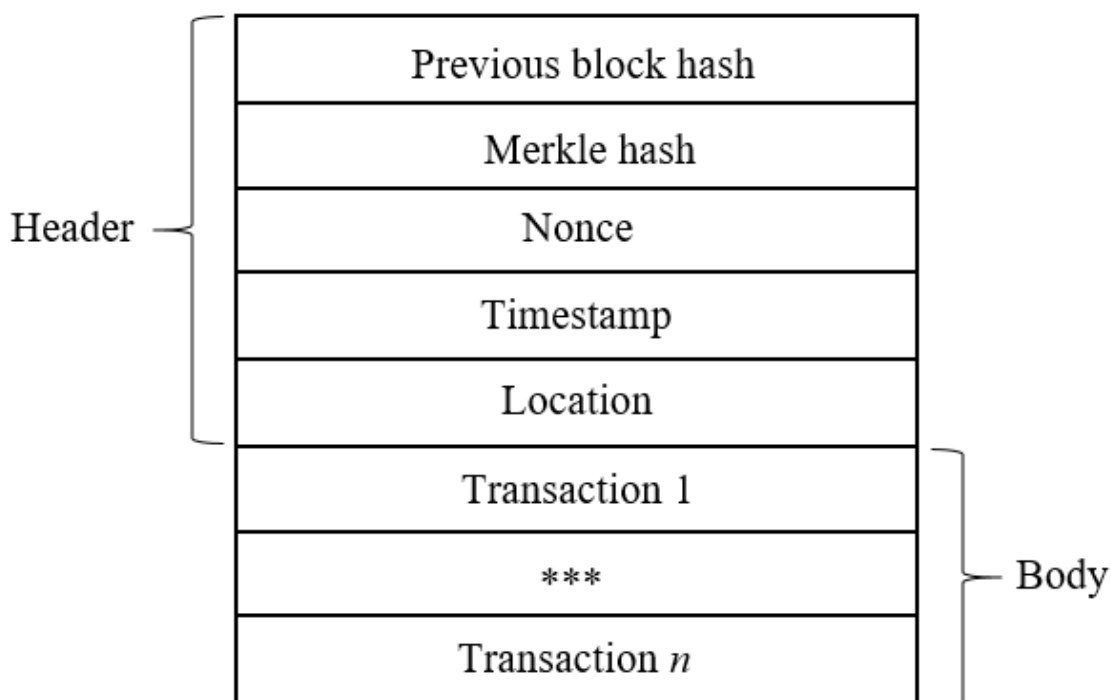 Previous block hash
Merkle hash
Header
Nonce
Timestamp
Location
Transaction 1
***
Body
Transaction n